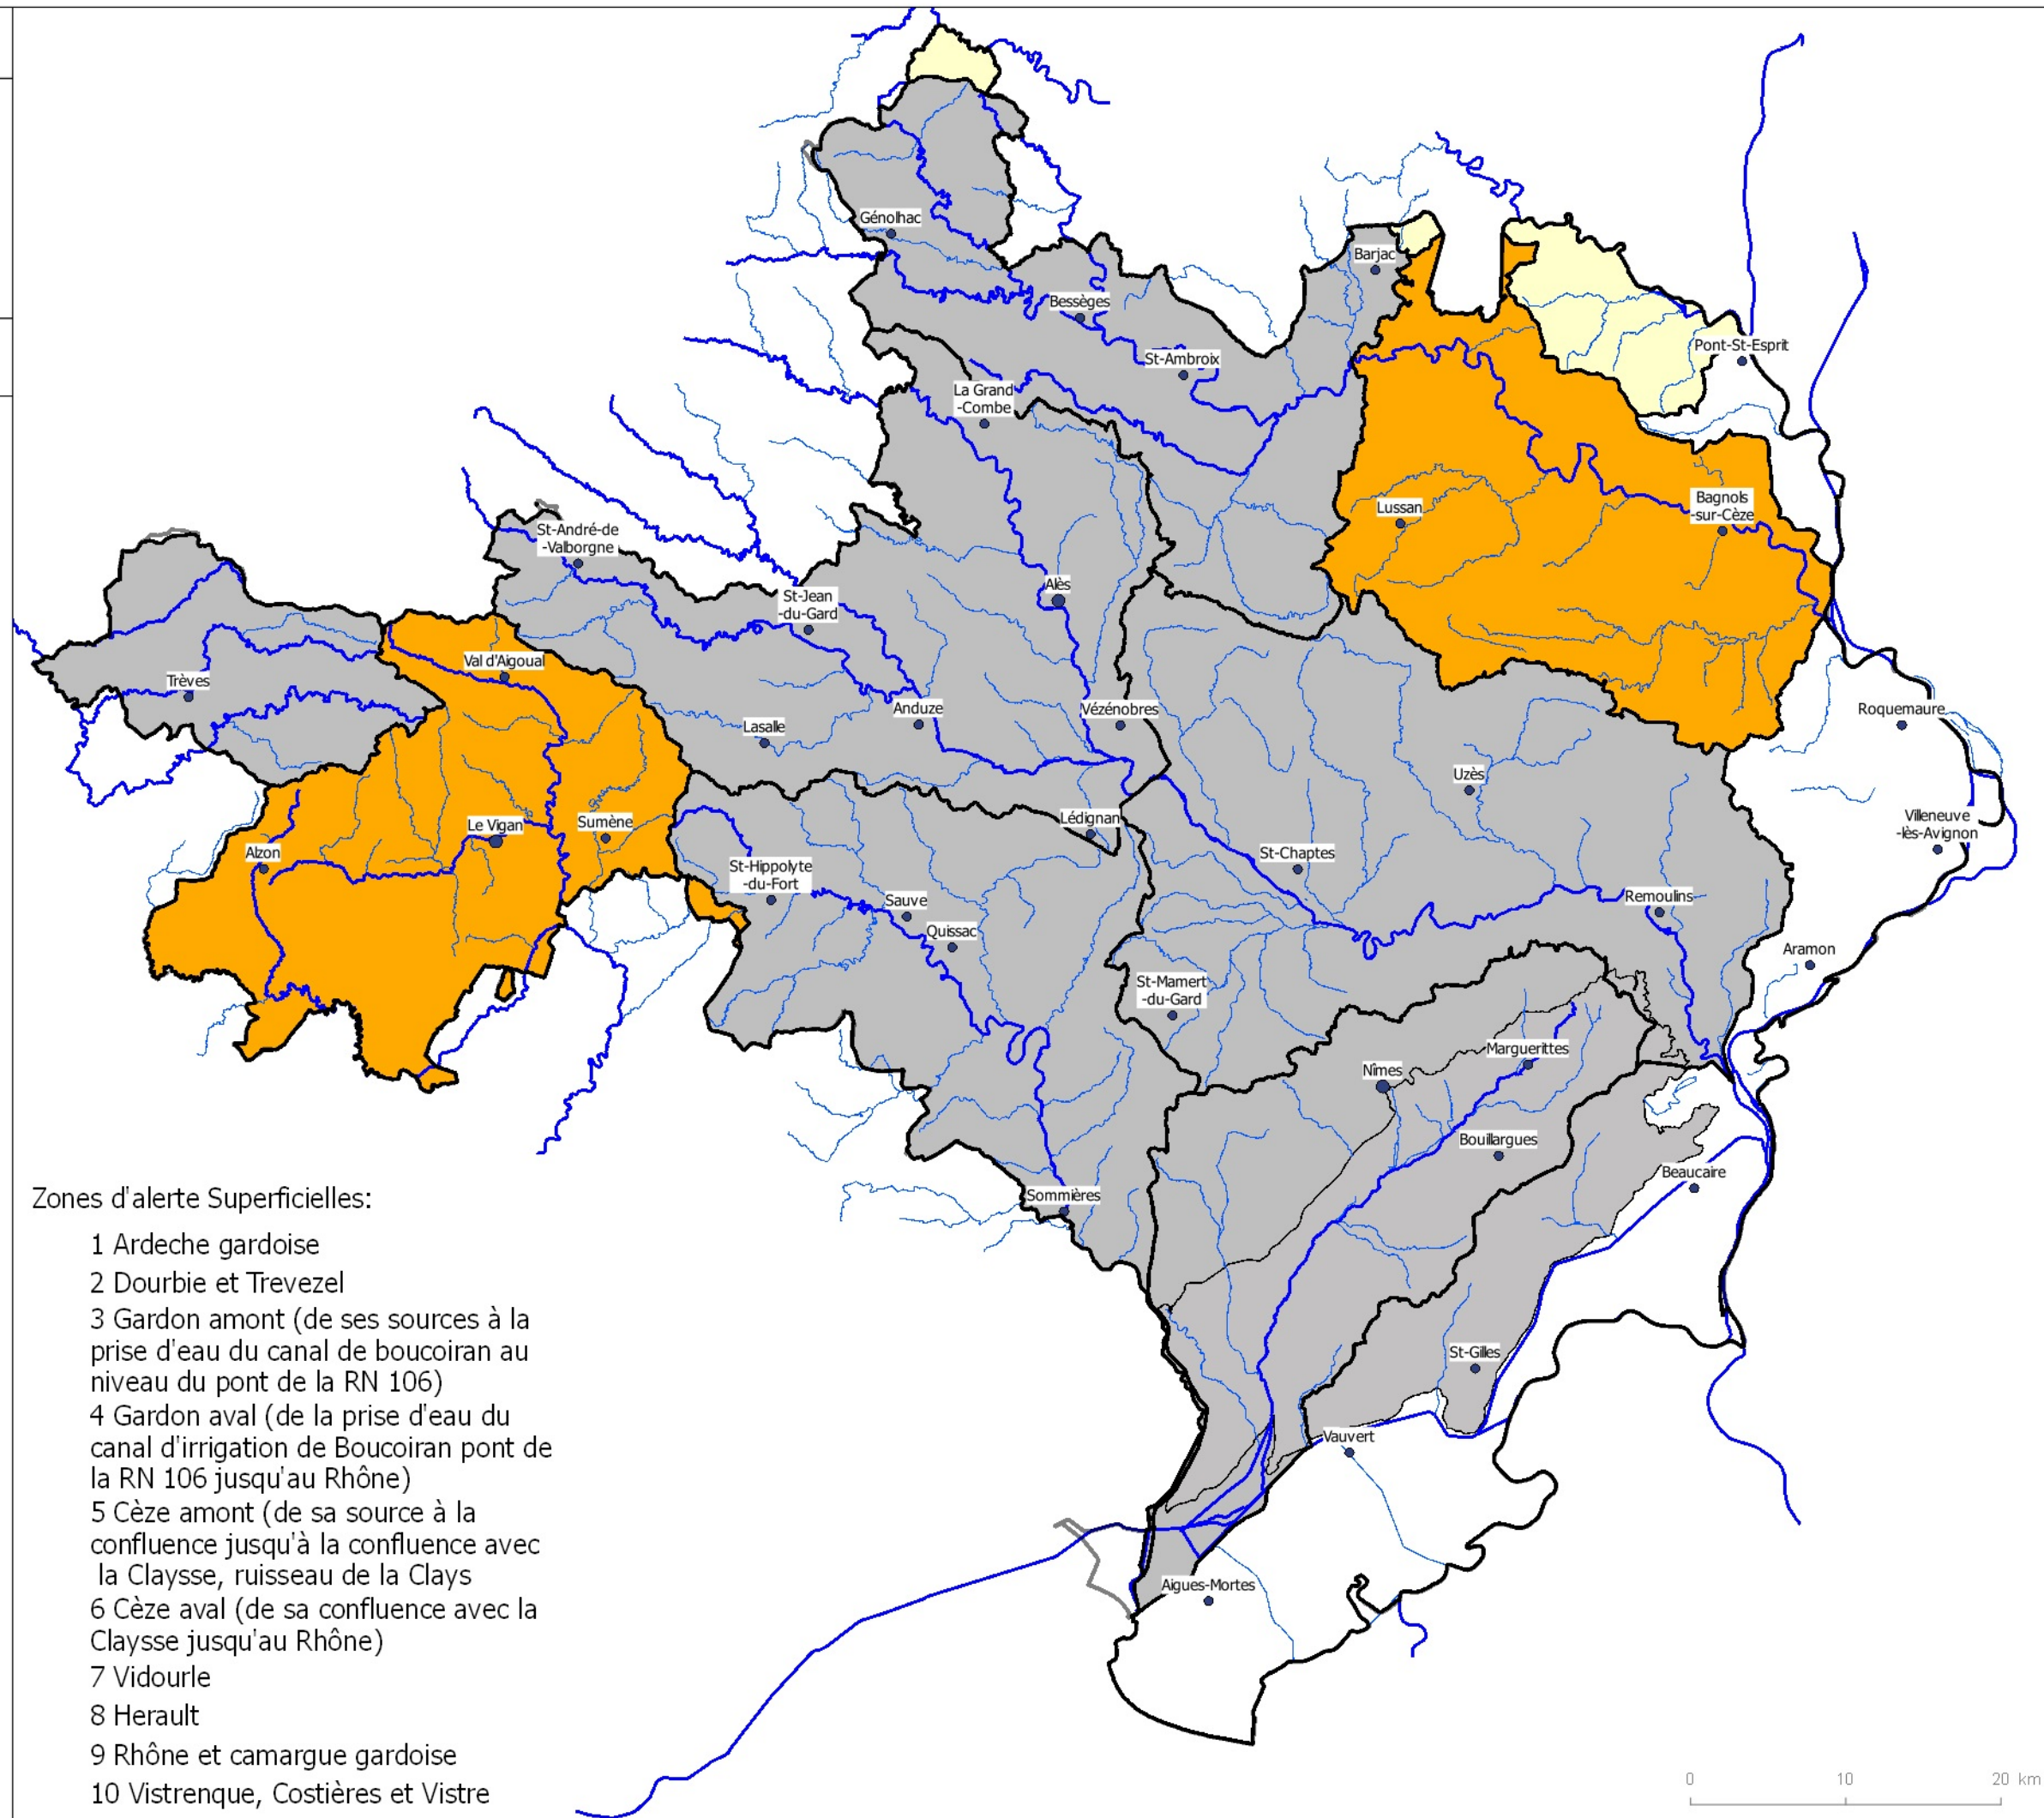 Génolhac
Barjac
Bessèges
Pont-St-Esprit
St-Ambroix
La Grand
-Combe
Lussan
Bagnols
-sur-Cèze
St-André-de
-Valborgne
Alès
St-Jean
-du-Gard
Val d'Aigoual
Trèves
Anduze
Vézénobres
Roquemaure
Lasalle
Uzès
Lédignan
Villeneuve
-lès-Avignon
Le Vigan
Sumène
Alzon
St-Chaptes
St-Hippolyte
-du-Fort
Sauve
Remoulins
Quissac
Aramon
St-Mamert
-du-Gard
Marguerittes
Nîmes
Bouillargues
Beaucaire
Sommières
St-Gilles
Vauvert
Aigues-Mortes
Zones d'alerte Superficielles:
1 Ardeche gardoise
2 Dourbie et Trevezel
3 Gardon amont (de ses sources à la
prise d'eau du canal de boucoiran au
niveau du pont de la RN 106)
4 Gardon aval (de la prise d'eau du
canal d'irrigation de Boucoiran pont de
la RN 106 jusqu'au Rhône)
5 Cèze amont (de sa source à la
confluence jusqu'à la confluence avec
la Claysse, ruisseau de la Clays
6 Cèze aval (de sa confluence avec la
Claysse jusqu'au Rhône)
7 Vidourle
8 Herault
9 Rhône et camargue gardoise
10 Vistrenque, Costières et Vistre
0 10 20 km